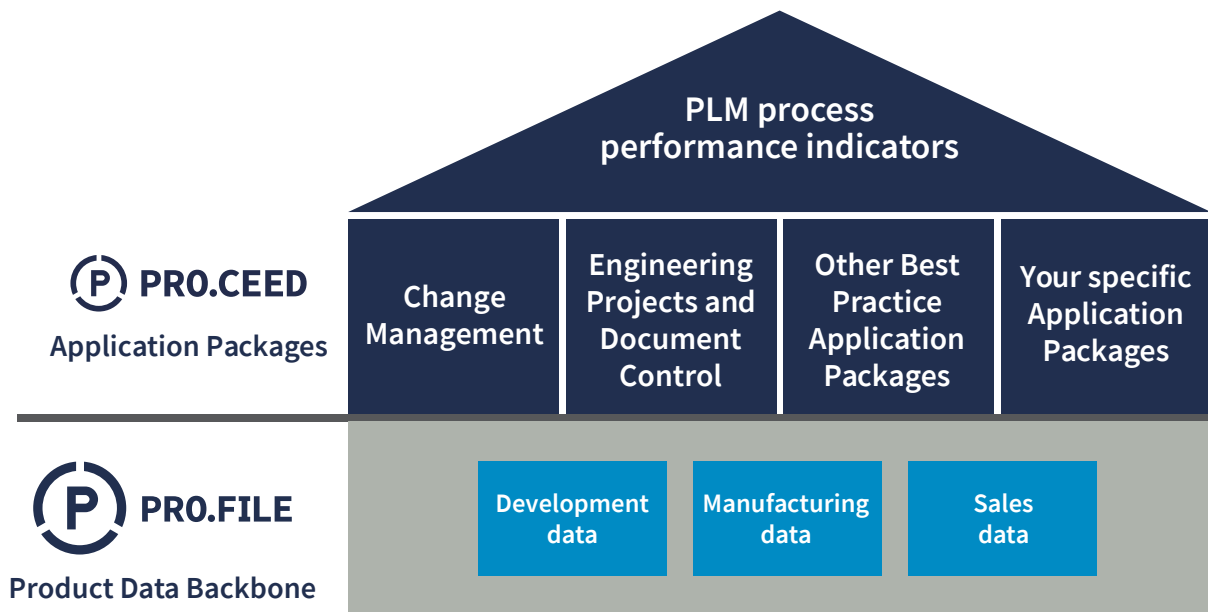 PLM process
performance indicators
P PRO.CEED
Application Packages
Change
Management
Engineering
Projects and
Document
Control
Other Best
Practice
Application
Packages
Your specific
Application
Packages
P PRO.FILE
Product Data Backbone
Development
data
Manufacturing
data
Sales
data